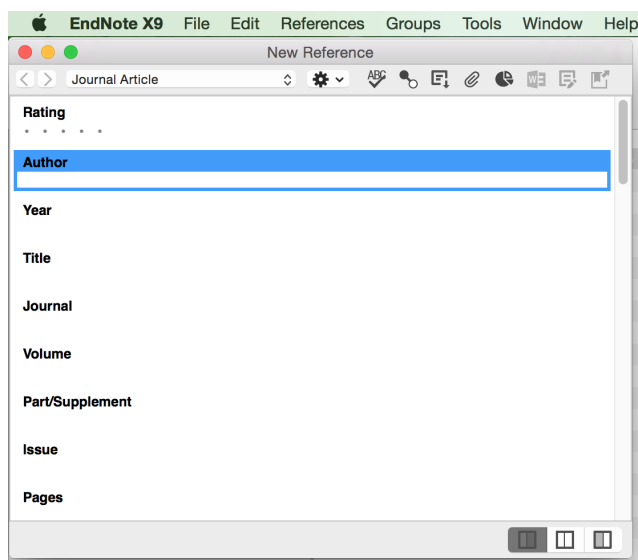 EndNote X9 File Edit References Groups Tools Window Help
New Reference
Journal Article ABC W
Rating
Author
Year
Title
Journal
Volume
Part/Supplement
Issue
Pages